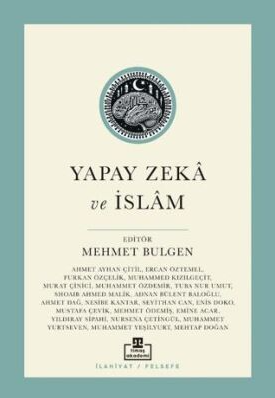 YAPAY ZEKÂ
ve İSLÂM
EDİTÖR
MEHMET BULGEN
AHMET AYHAN ÇİTİL, ERCAN ÖZTEMEL,
FURKAN ÖZÇELİK, MUHAMMED KIZILGEÇİT,
MURAT ÇİNİCİ, MUHAMMET ÖZDEMİR, TUBA NUR UMUT,
SHOAIB AHMED MALİK, ADNAN BÜLENT BALOĞLU,
AHMET DAĞ, NESİBE KANTAR, SEYİTHAN CAN, ENİS DOKO,
MUSTAFA ÇEVİK, MEHMET ÖDEMİŞ, EMİNE ACAR,
YILDIRAY SİPAHİ, NURSENA ÇETİNGÜL, MUHAMMET
YURTSEVEN, MUHAMMET YEŞİLYURT, MEHTAP DOĞAN
timaş
akademi
İLAHİYAT / FELSEFE